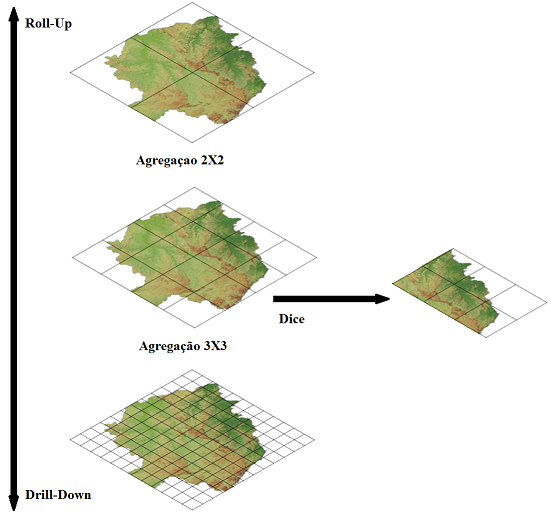 Roll-Up
Agregaçao 2X2
Agregação 3X3
Dice
Drill-Down